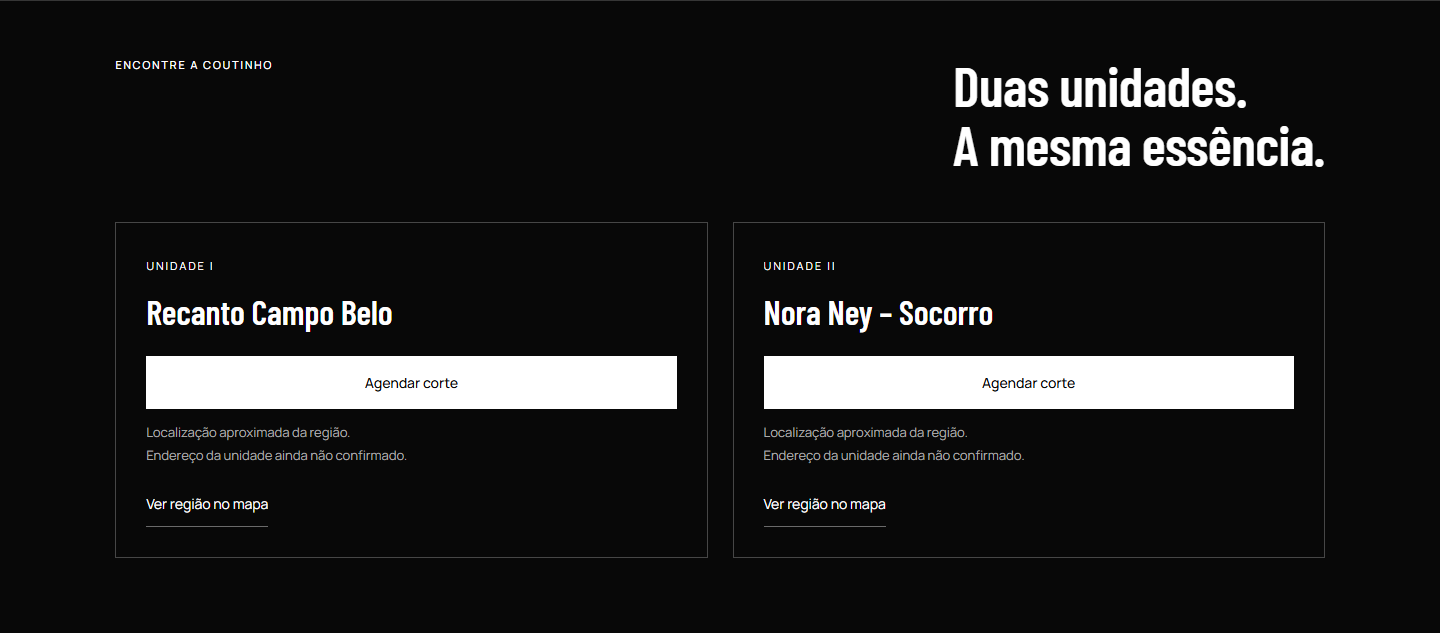 ENCONTRE A COUTINHO
Duas unidades.
A mesma essência.
UNIDADE I
Recanto Campo Belo
Agendar corte
Localização aproximada da região.
Endereço da unidade ainda não confirmado.
Ver região no mapa
UNIDADE II
Nora Ney – Socorro
Agendar corte
Localização aproximada da região.
Endereço da unidade ainda não confirmado.
Ver região no mapa